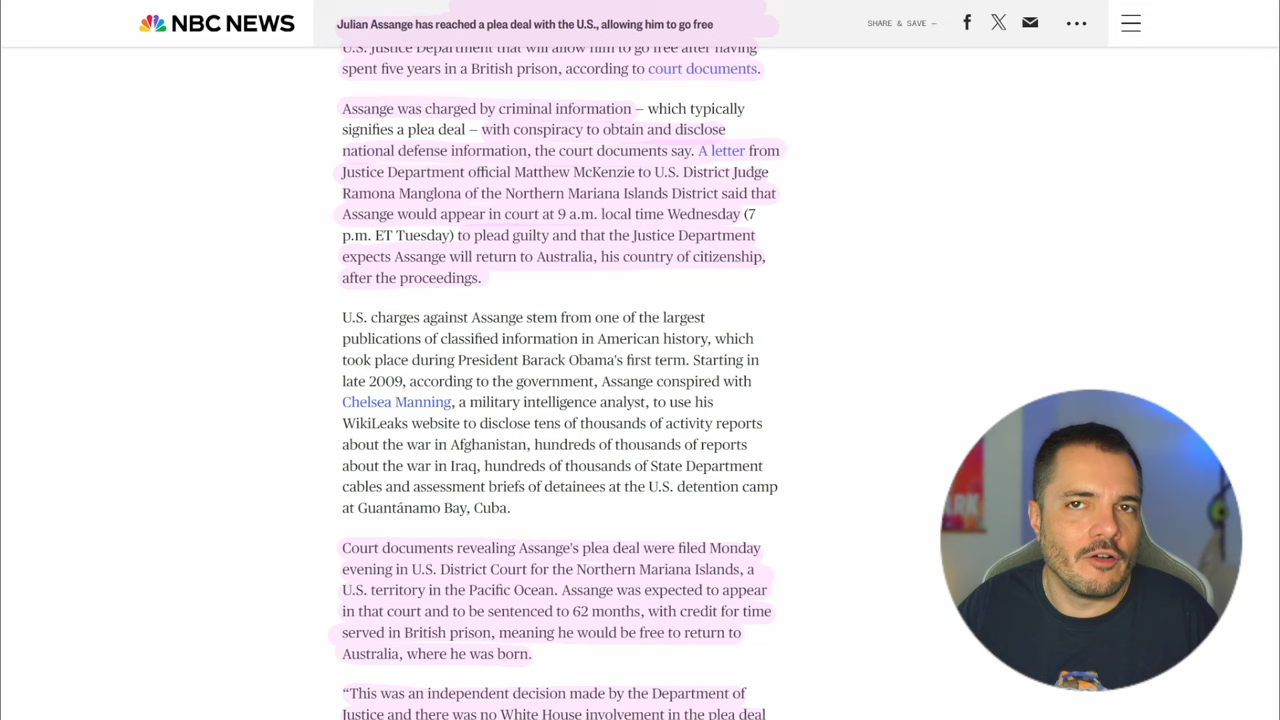 NBC NEWS
Julian Assange has reached a plea deal with the U.S., allowing him to go free
SHARE & SAVE —
U.S. Justice Department that will allow him to go free after having
spent five years in a British prison, according to court documents.
Assange was charged by criminal information — which typically
signifies a plea deal — with conspiracy to obtain and disclose
national defense information, the court documents say. A letter from
Justice Department official Matthew McKenzie to U.S. District Judge
Ramona Manglona of the Northern Mariana Islands District said that
Assange would appear in court at 9 a.m. local time Wednesday (7
p.m. ET Tuesday) to plead guilty and that the Justice Department
expects Assange will return to Australia, his country of citizenship,
after the proceedings.
U.S. charges against Assange stem from one of the largest
publications of classified information in American history, which
took place during President Barack Obama's first term. Starting in
late 2009, according to the government, Assange conspired with
Chelsea Manning, a military intelligence analyst, to use his
WikiLeaks website to disclose tens of thousands of activity reports
about the war in Afghanistan, hundreds of thousands of reports
about the war in Iraq, hundreds of thousands of State Department
cables and assessment briefs of detainees at the U.S. detention camp
at Guantanamo Bay, Cuba.
Court documents revealing Assange's plea deal were filed Monday
evening in U.S. District Court for the Northern Mariana Islands, a
U.S. territory in the Pacific Ocean. Assange was expected to appear
in that court and to be sentenced to 62 months, with credit for time
served in British prison, meaning he would be free to return to
Australia, where he was born.
“This was an independent decision made by the Department of
Justice and there was no White House involvement in the plea deal